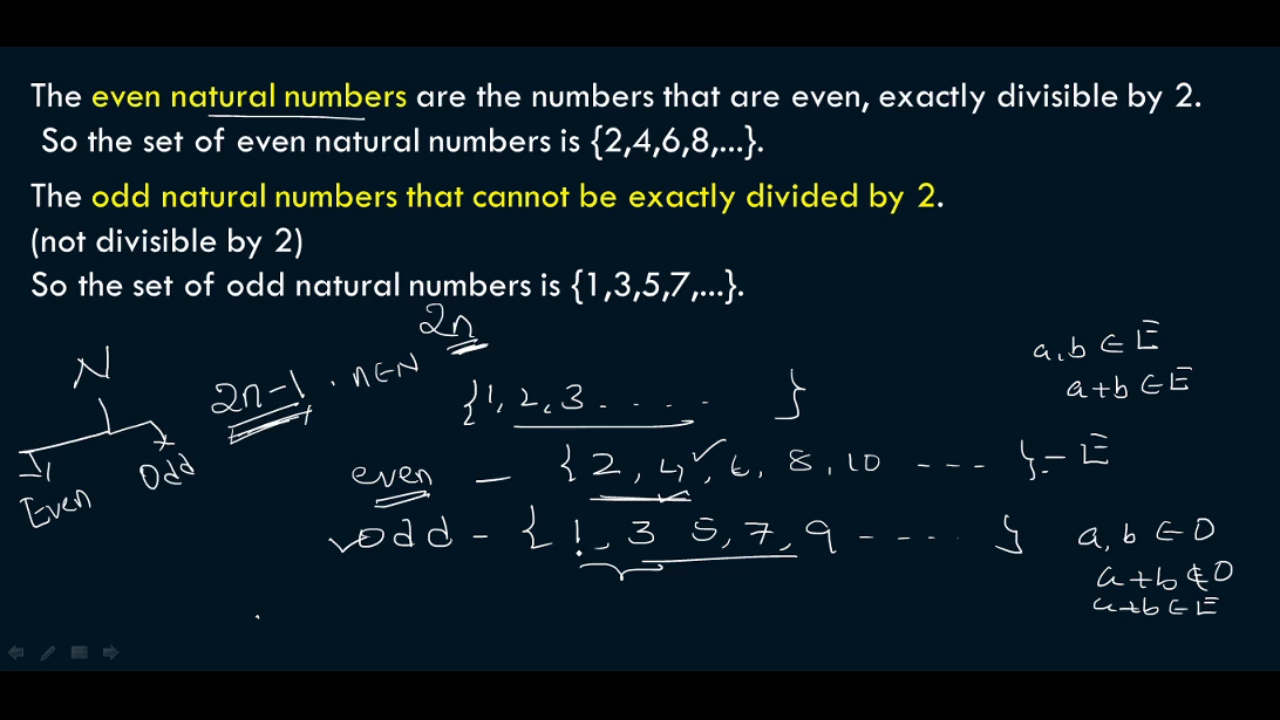 The even natural numbers are the numbers that are even, exactly divisible by 2.
So the set of even natural numbers is {2,4,6,8,...}.
The odd natural numbers that cannot be exactly divided by 2.
(not divisible by 2)
So the set of odd natural numbers is {1,3,5,7,...}.
2n
N
2n-1 . n∈N
{1, 2, 3 . . . . }
a, b ∈ E
a+b ∈ E
Even
Odd
even - {2, 4, 6, 8, 10 - - - } - E
odd - { 1, 3 5, 7, 9 - - - - }
a, b ∈ O
a+b ∉ O
a+b ∈ E